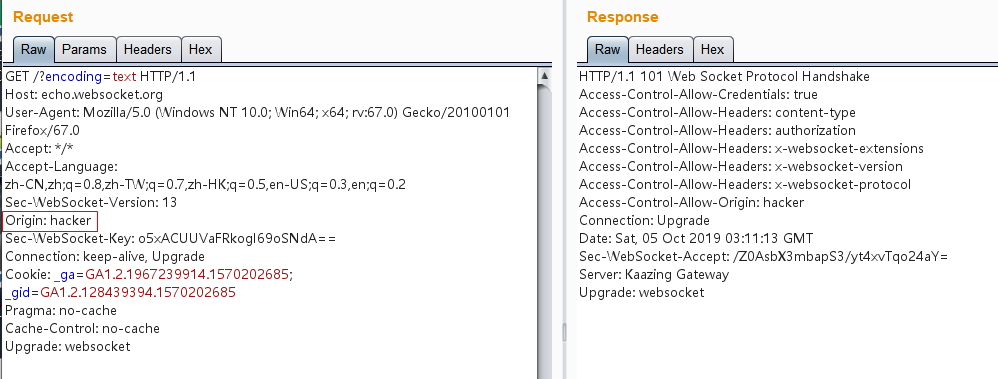 Request
Raw Params Headers Hex
GET /?encoding=text HTTP/1.1
Host: echo.websocket.org
User-Agent: Mozilla/5.0 (Windows NT 10.0; Win64; x64; rv:67.0) Gecko/20100101
Firefox/67.0
Accept: */*
Accept-Language:
zh-CN,zh;q=0.8,zh-TW;q=0.7,zh-HK;q=0.5,en-US;q=0.3,en;q=0.2
Sec-WebSocket-Version: 13
Origin: hacker
Sec-WebSocket-Key: o5xACUUVaFRkogI69oSNdA==
Connection: keep-alive, Upgrade
Cookie: _ga=GA1.2.1967239914.1570202685;
_gid=GA1.2.128439394.1570202685
Pragma: no-cache
Cache-Control: no-cache
Upgrade: websocket
Response
Raw Headers Hex
HTTP/1.1 101 Web Socket Protocol Handshake
Access-Control-Allow-Credentials: true
Access-Control-Allow-Headers: content-type
Access-Control-Allow-Headers: authorization
Access-Control-Allow-Headers: x-websocket-extensions
Access-Control-Allow-Headers: x-websocket-version
Access-Control-Allow-Headers: x-websocket-protocol
Access-Control-Allow-Origin: hacker
Connection: Upgrade
Date: Sat, 05 Oct 2019 03:11:13 GMT
Sec-WebSocket-Accept: /Z0AsbX3mbapS3/yt4xvTqo24aY=
Server: Kaazing Gateway
Upgrade: websocket